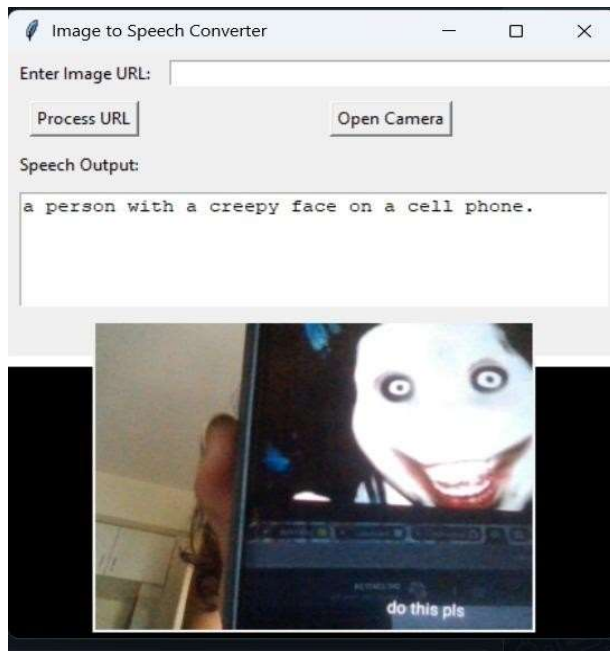 Image to Speech Converter
Enter Image URL:
Process URL
Open Camera
Speech Output:
a person with a creepy face on a cell phone.
do this pls